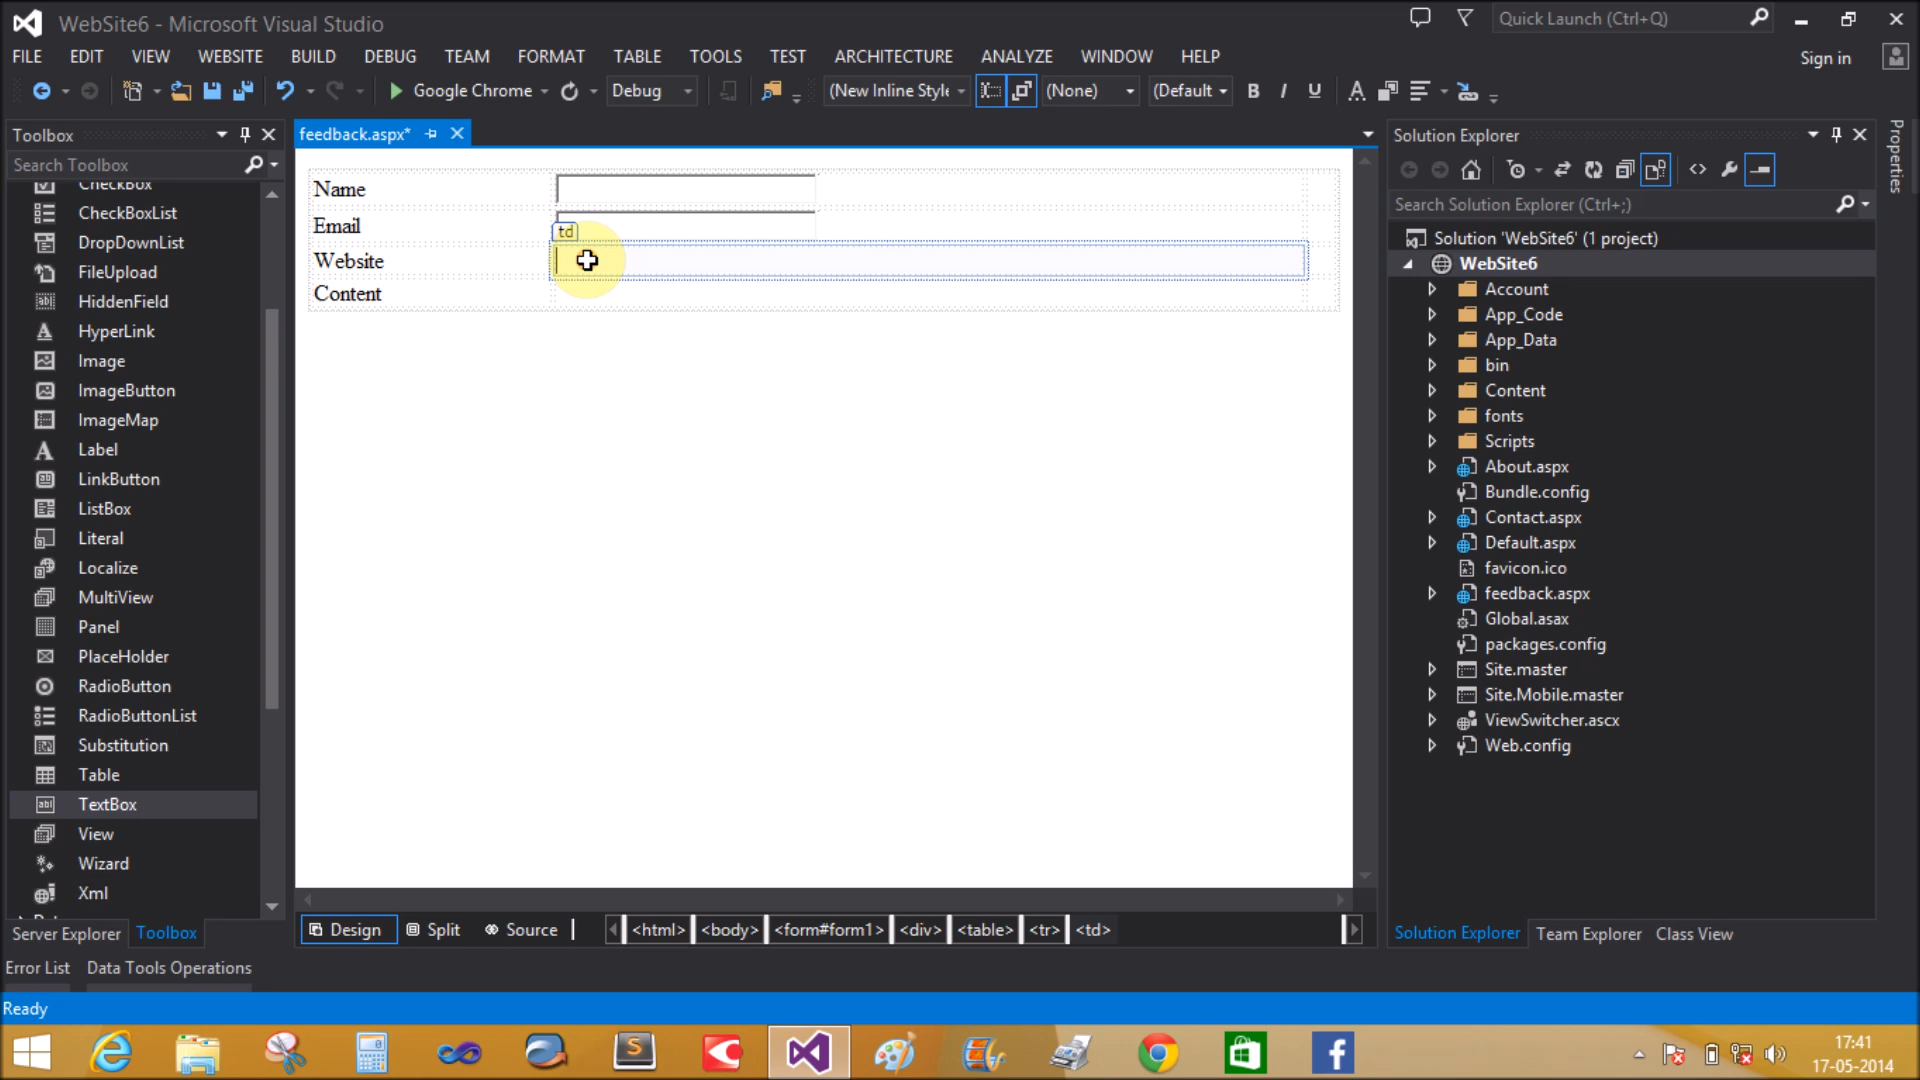 WebSite6 - Microsoft Visual Studio
Quick Launch (Ctrl+Q)
FILE EDIT VIEW WEBSITE BUILD DEBUG TEAM FORMAT TABLE TOOLS TEST ARCHITECTURE ANALYZE WINDOW HELP
Sign in
Google Chrome Debug (New Inline Style (None) (Default B I U A
Toolbox
Search Toolbox
CheckBox
CheckBoxList
DropDownList
FileUpload
HiddenField
HyperLink
Image
ImageButton
ImageMap
Label
LinkButton
ListBox
Literal
Localize
MultiView
Panel
PlaceHolder
RadioButton
RadioButtonList
Substitution
Table
TextBox
View
Wizard
Xml
Server Explorer Toolbox
feedback.aspx*
Name
Email
td
Website
Content
Design Split Source <html> <body> <form#form1> <div> <table> <tr> <td>
Solution Explorer
Search Solution Explorer (Ctrl+;)
Solution 'WebSite6' (1 project)
WebSite6
Account
App_Code
App_Data
bin
Content
fonts
Scripts
About.aspx
Bundle.config
Contact.aspx
Default.aspx
favicon.ico
feedback.aspx
Global.asax
packages.config
Site.master
Site.Mobile.master
ViewSwitcher.ascx
Web.config
Solution Explorer Team Explorer Class View
Properties
Error List Data Tools Operations
Ready
17:41
17-05-2014